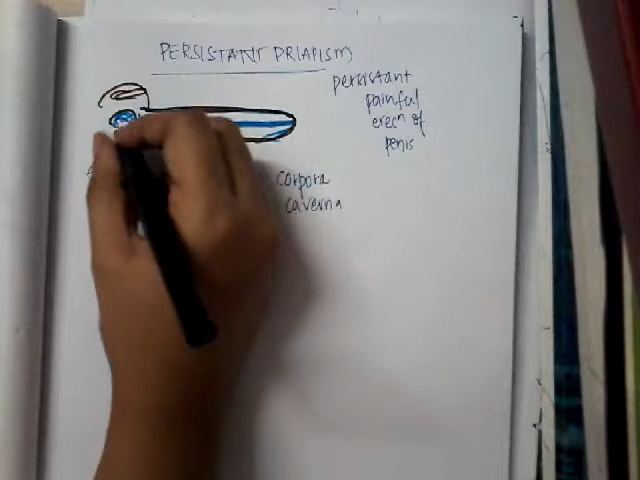 PERSISTANT PRIAPISM
persistant
painful
erecⁿ of
penis
corpora
caverna